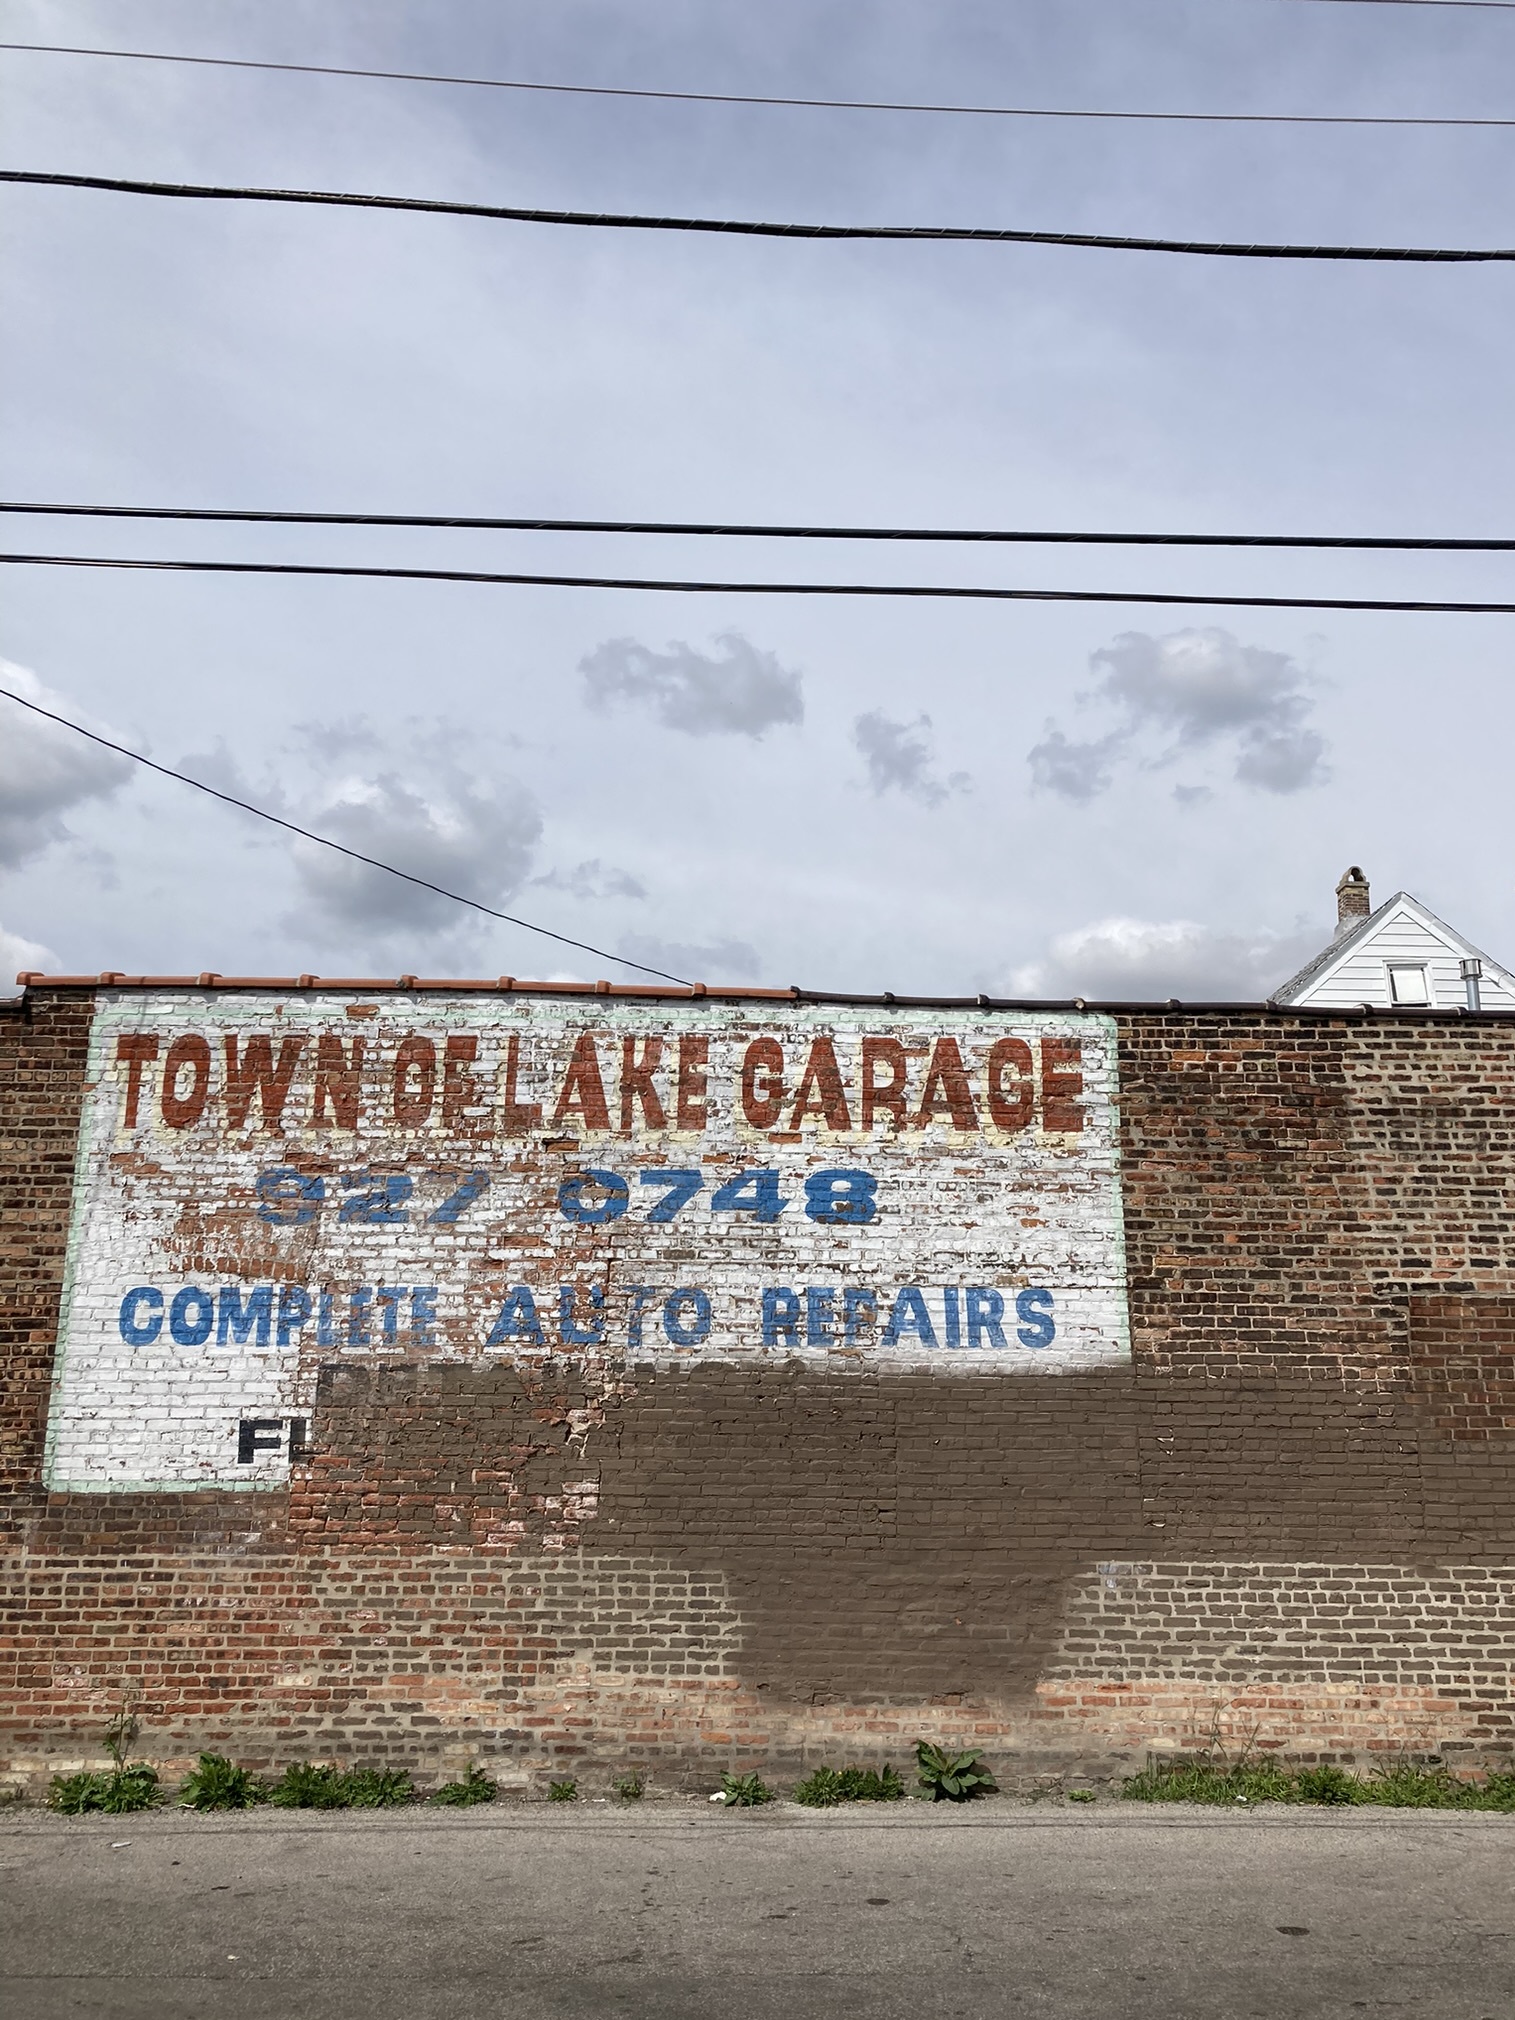 TOWN OF LAKE GARAGE
927 0748
COMPLETE AUTO REPAIRS